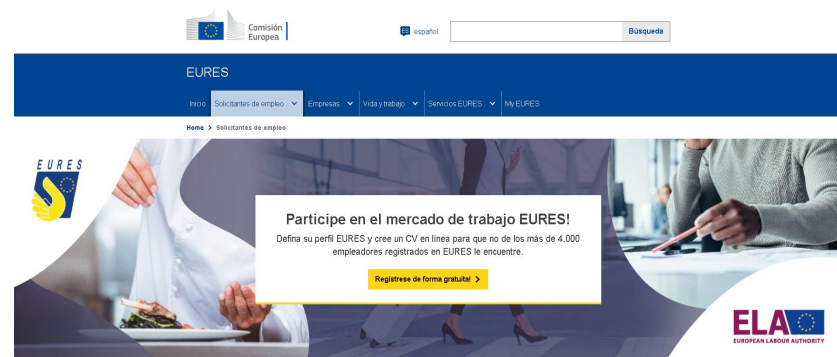 Comisión
Europea
ES español
Búsqueda
EURES
Inicio Solicitantes de empleo Empresas Vida y trabajo Servicios EURES My EURES
Home > Solicitantes de empleo
EURES
Participe en el mercado de trabajo EURES!
Defina su perfil EURES y cree un CV en línea para que no de los más de 4,000
empleadores registrados en EURES le encuentre.
Regístrese de forma gratuita! >
ELA
EUROPEAN LABOUR AUTHORITY